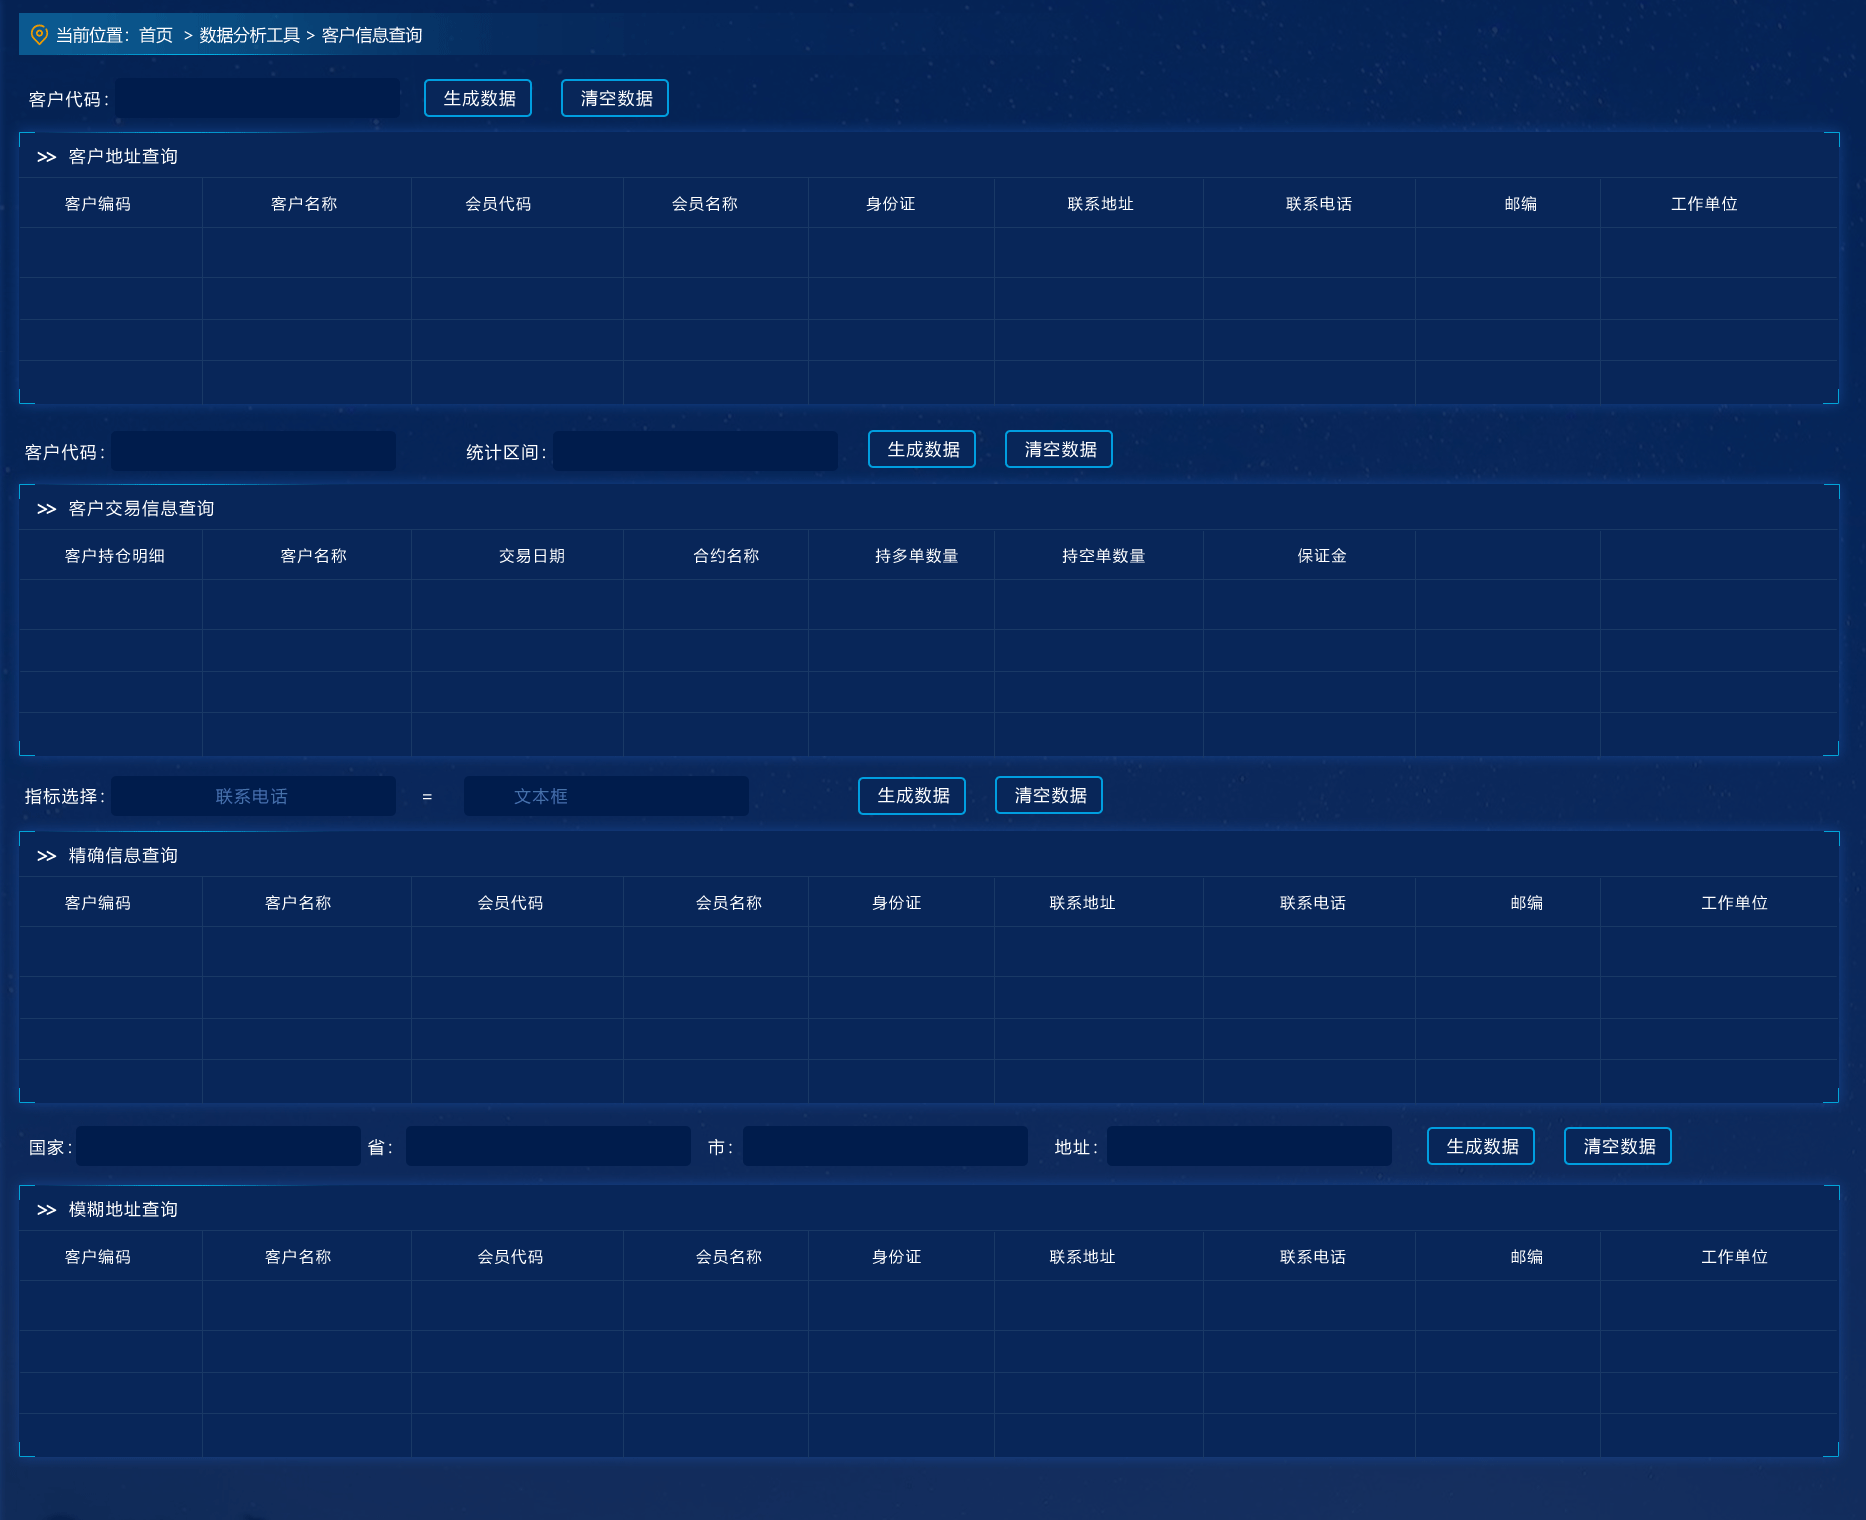 当前位置：首页 > 数据分析工具 > 客户信息查询
客户代码： 生成数据 清空数据
>> 客户地址查询
客户编码 客户名称 会员代码 会员名称 身份证 联系地址 联系电话 邮编 工作单位
客户代码： 统计区间： 生成数据 清空数据
>> 客户交易信息查询
客户持仓明细 客户名称 交易日期 合约名称 持多单数量 持空单数量 保证金
指标选择： 联系电话 = 文本框 生成数据 清空数据
>> 精确信息查询
客户编码 客户名称 会员代码 会员名称 身份证 联系地址 联系电话 邮编 工作单位
国家： 省： 市： 地址： 生成数据 清空数据
>> 模糊地址查询
客户编码 客户名称 会员代码 会员名称 身份证 联系地址 联系电话 邮编 工作单位